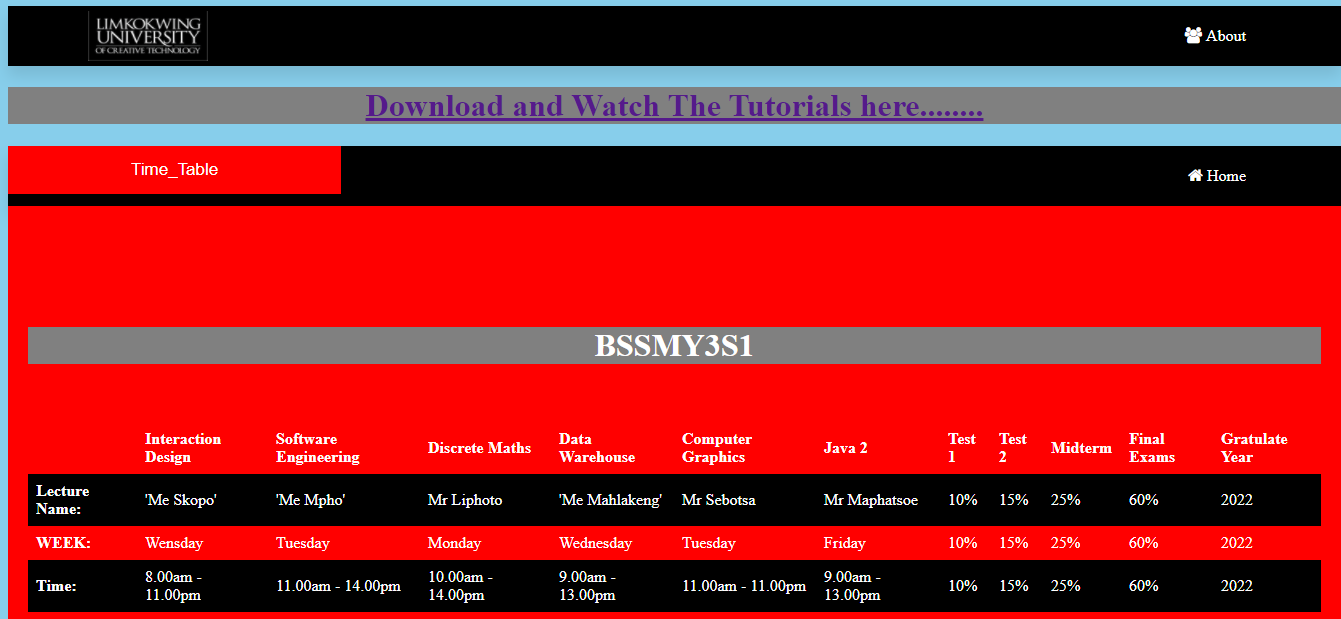 LIMKOKWING
UNIVERSITY
OF CREATIVE TECHNOLOGY
About
Download and Watch The Tutorials here........
Time_Table
Home
BSSMY3S1
Interaction Design Software Engineering Discrete Maths Data Warehouse Computer Graphics Java 2 Test 1 Test 2 Midterm Final Exams Gratulate Year
Lecture Name: 'Me Skopo' 'Me Mpho' Mr Liphoto 'Me Mahlakeng' Mr Sebotsa Mr Maphatsoe 10% 15% 25% 60% 2022
WEEK: Wensday Tuesday Monday Wednesday Tuesday Friday 10% 15% 25% 60% 2022
Time: 8.00am - 11.00pm 11.00am - 14.00pm 10.00am - 14.00pm 9.00am - 13.00pm 11.00am - 11.00pm 9.00am - 13.00pm 10% 15% 25% 60% 2022